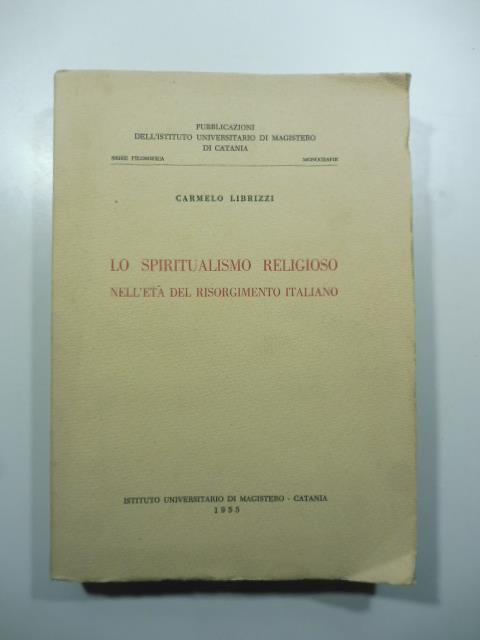 PUBBLICAZIONI
DELL'ISTITUTO UNIVERSITARIO DI MAGISTERO
DI CATANIA
SERIE FILOSOFICA MONOGRAFIE
CARMELO LIBRIZZI
LO SPIRITUALISMO RELIGIOSO
NELL'ETÀ DEL RISORGIMENTO ITALIANO
ISTITUTO UNIVERSITARIO DI MAGISTERO - CATANIA
1955